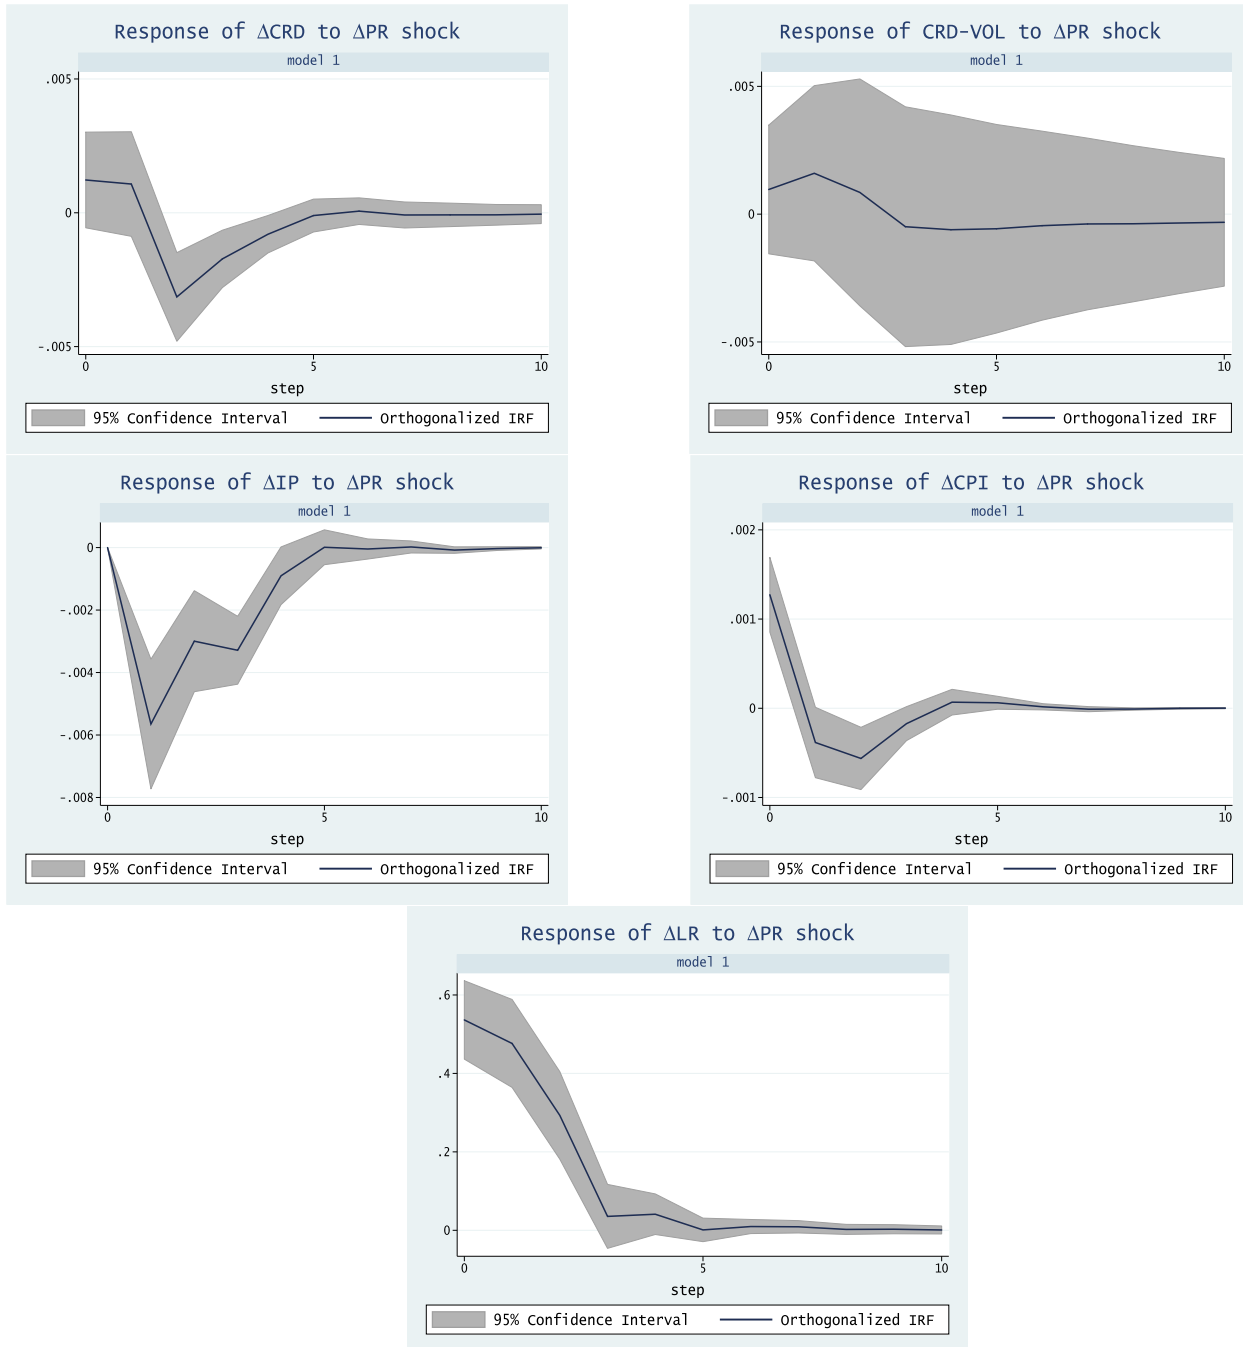 Response of ΔCRD to ΔPR shock
model 1
.005
0
-.005
0 5 10
step
95% Confidence Interval Orthogonalized IRF
Response of CRD-VOL to ΔPR shock
model 1
.005
0
-.005
0 5 10
step
95% Confidence Interval Orthogonalized IRF
Response of ΔIP to ΔPR shock
model 1
0
-.002
-.004
-.006
-.008
0 5 10
step
95% Confidence Interval Orthogonalized IRF
Response of ΔCPI to ΔPR shock
model 1
.002
.001
0
-.001
0 5 10
step
95% Confidence Interval Orthogonalized IRF
Response of ΔLR to ΔPR shock
model 1
.6
.4
.2
0
0 5 10
step
95% Confidence Interval Orthogonalized IRF